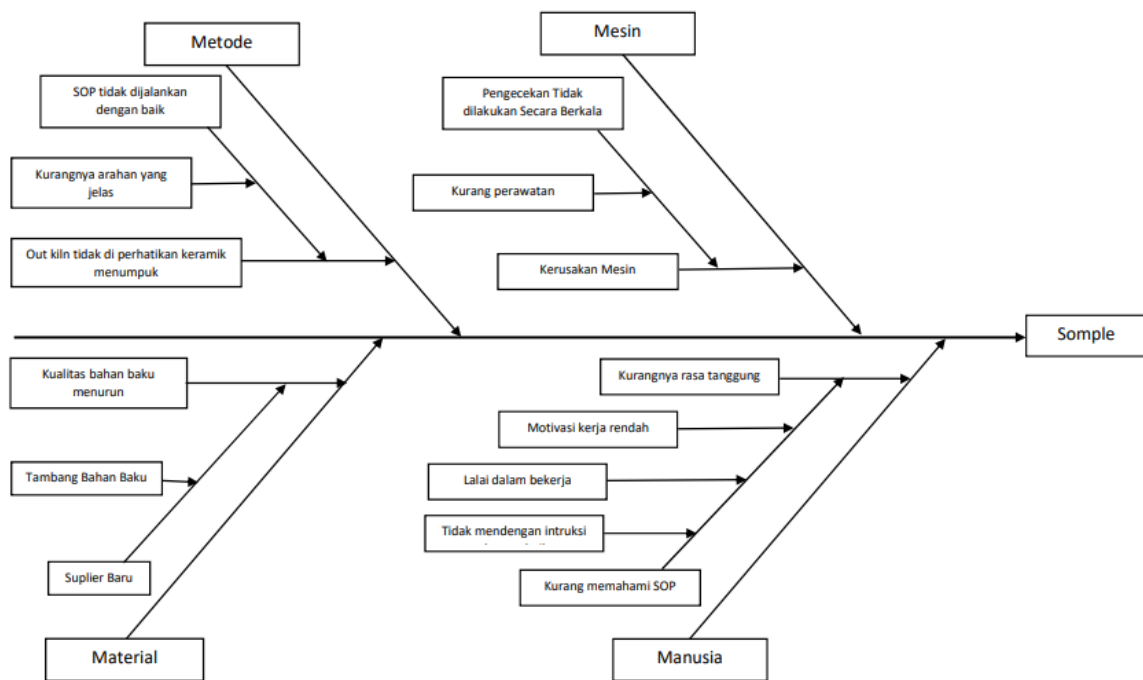 Metode
Mesin
SOP tidak dijalankan
dengan baik
Pengecekan Tidak
dilakukan Secara Berkala
Kurangnya arahan yang
jelas
Kurang perawatan
Out kiln tidak di perhatikan keramik
menumpuk
Kerusakan Mesin
Somple
Kualitas bahan baku
menurun
Kurangnya rasa tanggung
Motivasi kerja rendah
Tambang Bahan Baku
Lalai dalam bekerja
Tidak mendengan intruksi
Suplier Baru
Kurang memahami SOP
Material
Manusia